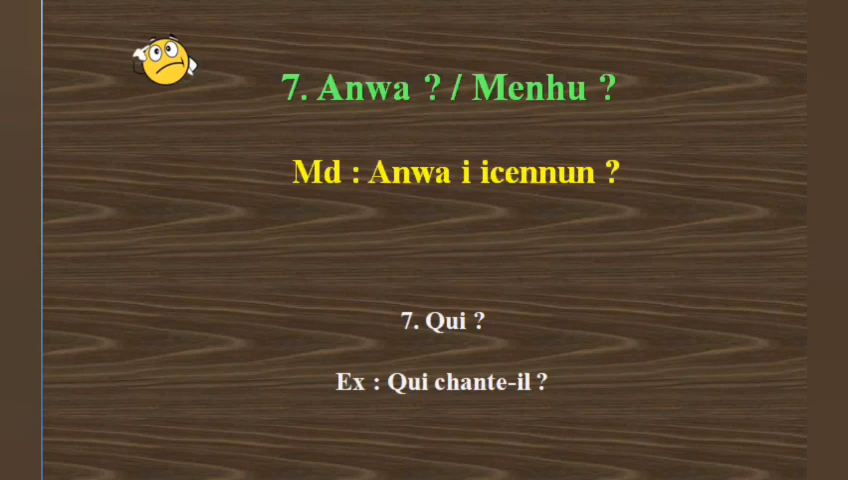 7. Anwa ? / Menhu ?
Md : Anwa i icennun ?
7. Qui ?
Ex : Qui chante-il ?